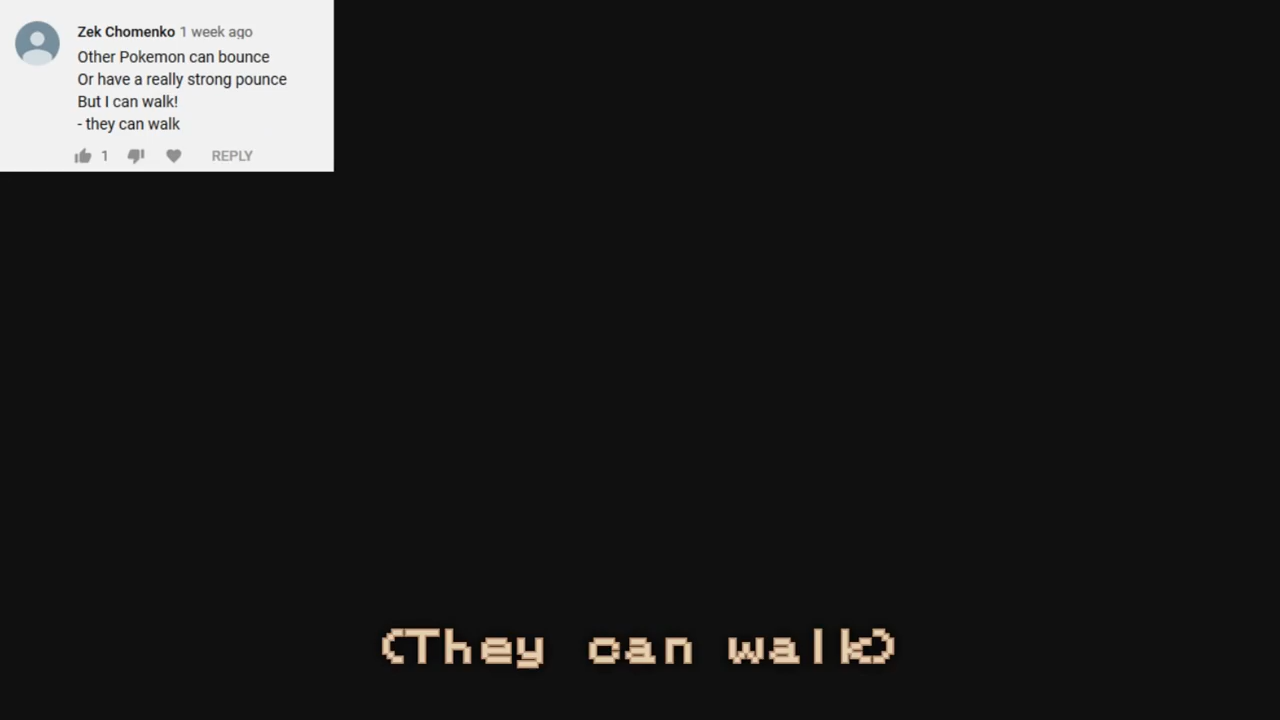 Zek Chomenko 1 week ago
Other Pokemon can bounce
Or have a really strong pounce
But I can walk!
- they can walk
1 REPLY
(They can walk)